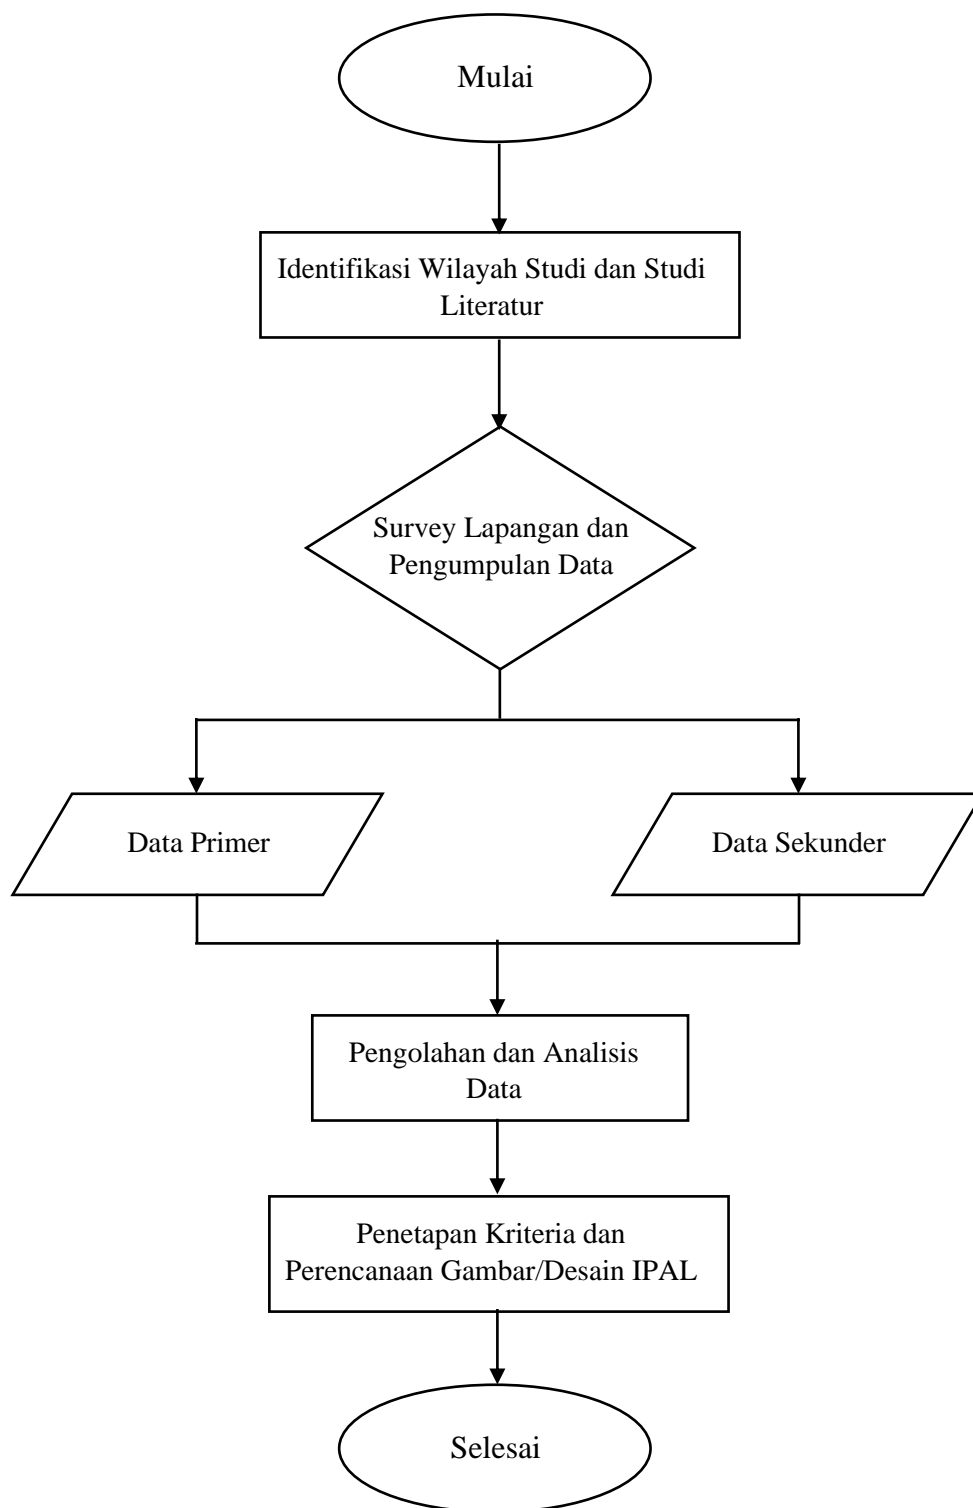 Mulai
Identifikasi Wilayah Studi dan Studi
Literatur
Survey Lapangan dan
Pengumpulan Data
Data Primer
Data Sekunder
Pengolahan dan Analisis
Data
Penetapan Kriteria dan
Perencanaan Gambar/Desain IPAL
Selesai